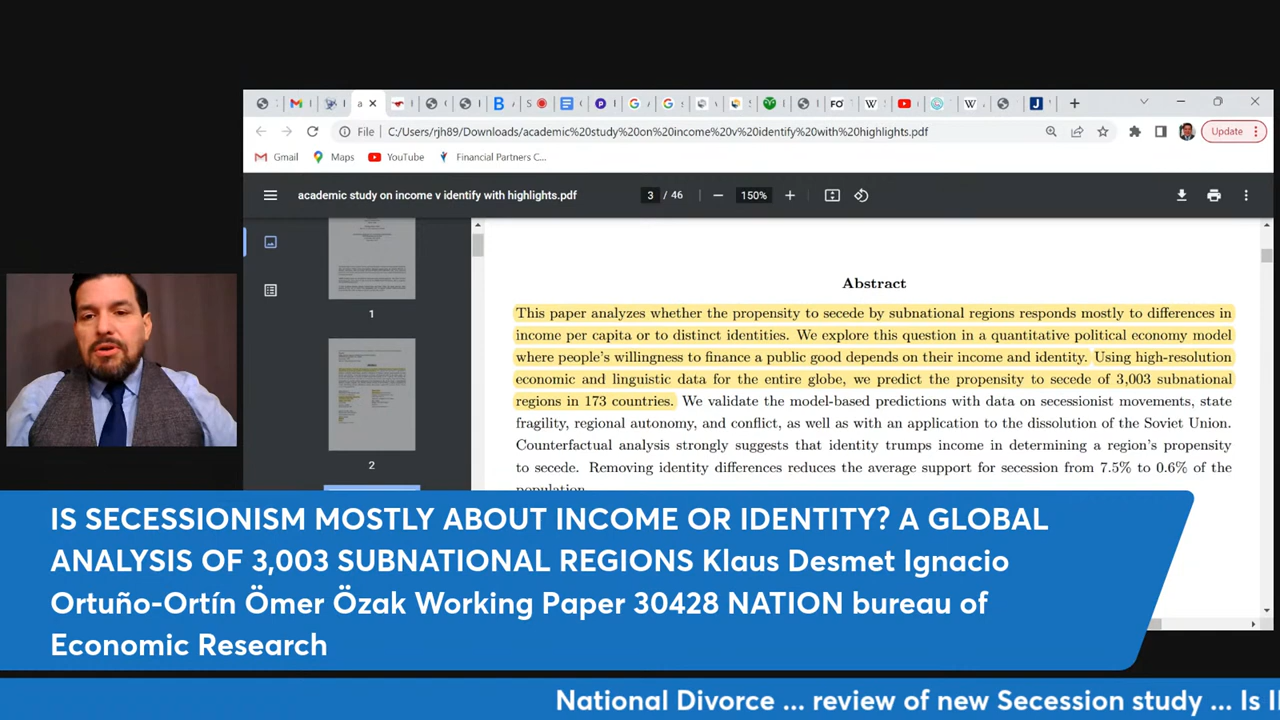 File
C:/Users/rjh89/Downloads/academic%20study%20on%20income%20v%20identify%20with%20highlights.pdf
Update
Gmail
Maps
YouTube
Financial Partners C...
academic study on income v identify with highlights.pdf
3 / 46
150%
Abstract
This paper analyzes whether the propensity to secede by subnational regions responds mostly to differences in
income per capita or to distinct identities. We explore this question in a quantitative political economy model
where people's willingness to finance a public good depends on their income and identity. Using high-resolution
economic and linguistic data for the entire globe, we predict the propensity to secede of 3,003 subnational
regions in 173 countries. We validate the model-based predictions with data on secessionist movements, state
fragility, regional autonomy, and conflict, as well as with an application to the dissolution of the Soviet Union.
Counterfactual analysis strongly suggests that identity trumps income in determining a region's propensity
to secede. Removing identity differences reduces the average support for secession from 7.5% to 0.6% of the
population.
1
2
IS SECESSIONISM MOSTLY ABOUT INCOME OR IDENTITY? A GLOBAL
ANALYSIS OF 3,003 SUBNATIONAL REGIONS Klaus Desmet Ignacio
Ortuño-Ortín Ömer Özak Working Paper 30428 NATION bureau of
Economic Research
National Divorce ... review of new Secession study ... Is I